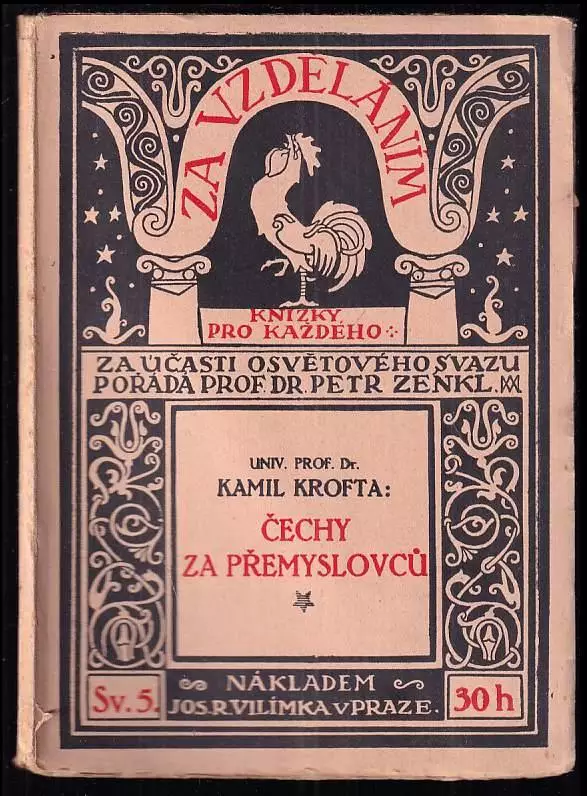 ZA VZDĚLÁNÍM
KNIŽKY
PRO KAŽDÉHO
ZA ÚČASTI OSVĚTOVÉHO SVAZU
POŘÁDÁ PROF. DR. PETR ZENKL.
UNIV. PROF. Dr.
KAMIL KROFTA:
ČECHY
ZA PŘEMYSLOVCŮ
NÁKLADEM
Sv. 5. JOS. R. VILÍMKA V PRAZE. 30 h